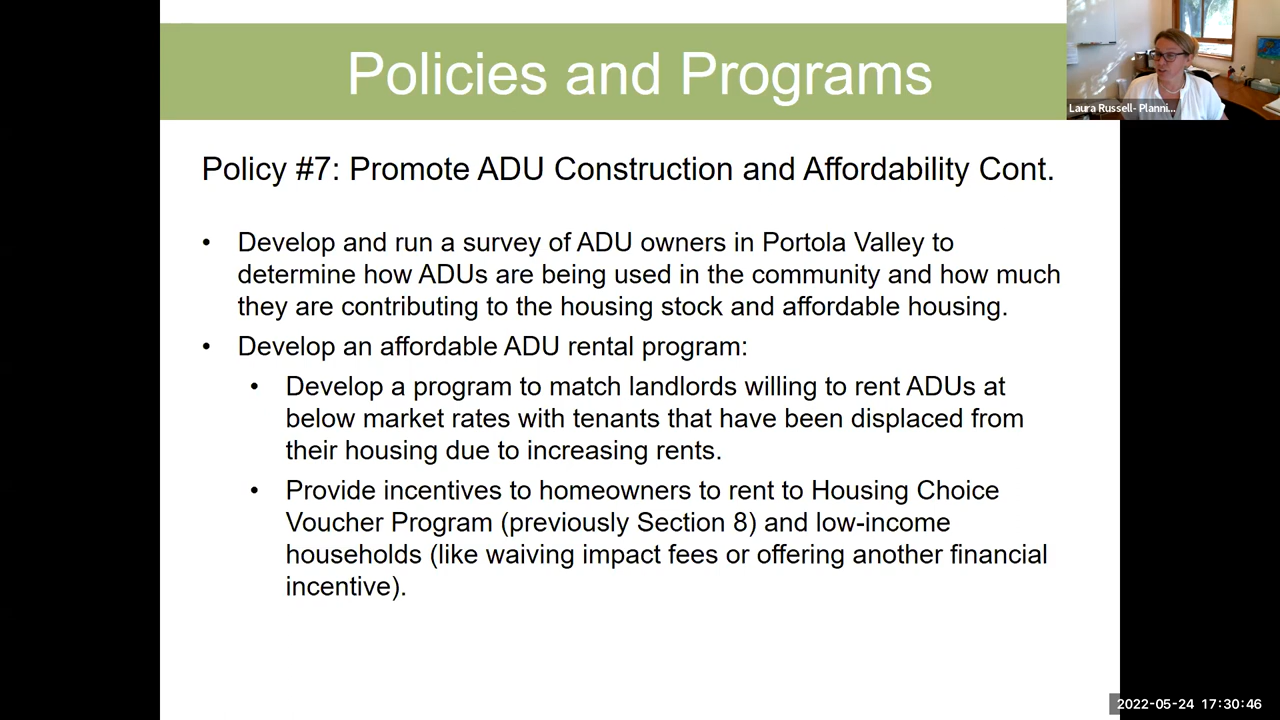 Policies and Programs
Laura Russell- Planni...
Policy #7: Promote ADU Construction and Affordability Cont.
• Develop and run a survey of ADU owners in Portola Valley to
determine how ADUs are being used in the community and how much
they are contributing to the housing stock and affordable housing.
• Develop an affordable ADU rental program:
• Develop a program to match landlords willing to rent ADUs at
below market rates with tenants that have been displaced from
their housing due to increasing rents.
• Provide incentives to homeowners to rent to Housing Choice
Voucher Program (previously Section 8) and low-income
households (like waiving impact fees or offering another financial
incentive).
2022-05-24 17:30:46